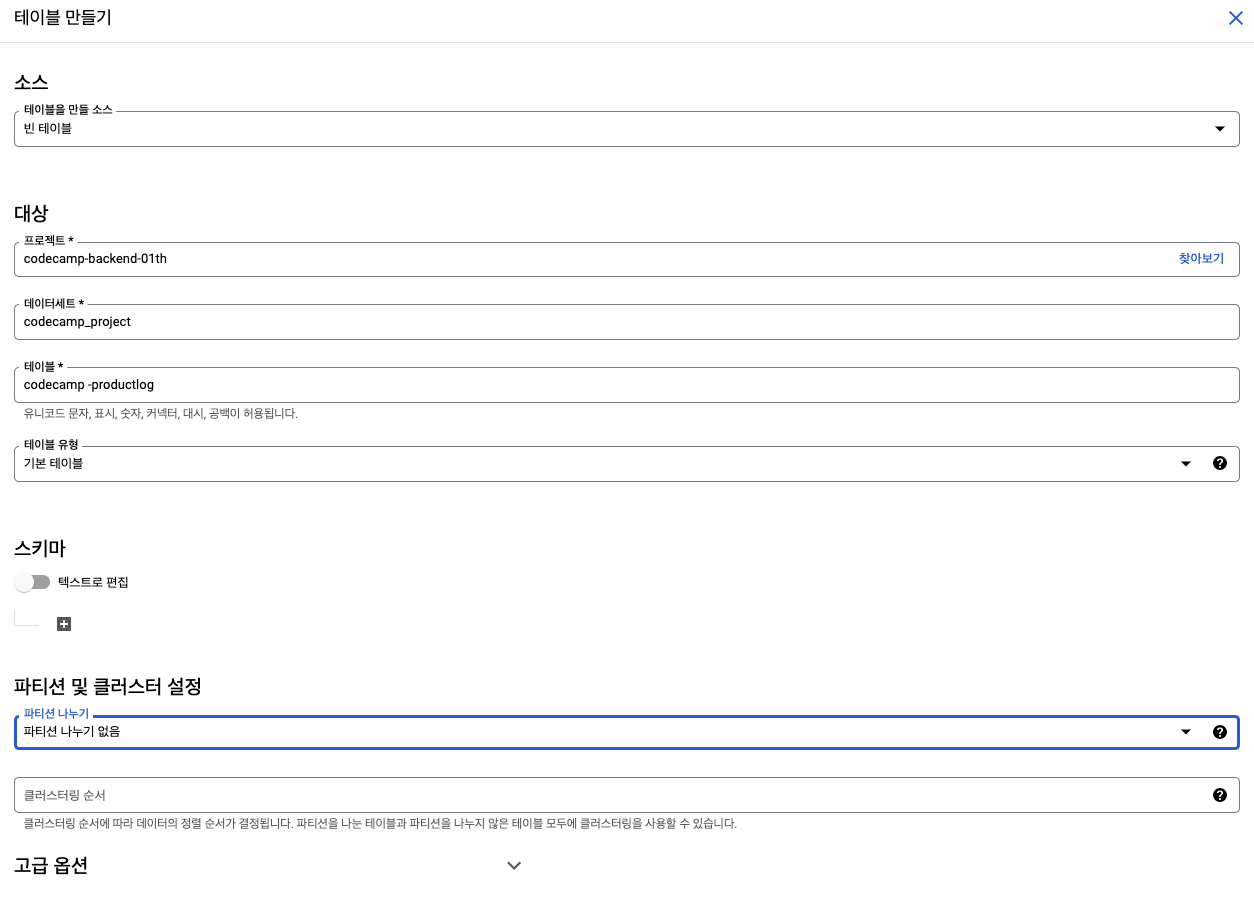 테이블 만들기
소스
테이블을 만들 소스
빈 테이블
대상
프로젝트 *
codecamp-backend-01th
찾아보기
데이터세트 *
codecamp_project
테이블 *
codecamp -productlog
유니코드 문자, 표시, 숫자, 커넥터, 대시, 공백이 허용됩니다.
테이블 유형
기본 테이블
스키마
텍스트로 편집
파티션 및 클러스터 설정
파티션 나누기
파티션 나누기 없음
클러스터링 순서
클러스터링 순서에 따라 데이터의 정렬 순서가 결정됩니다. 파티션을 나눈 테이블과 파티션을 나누지 않은 테이블 모두에 클러스터링을 사용할 수 있습니다.
고급 옵션